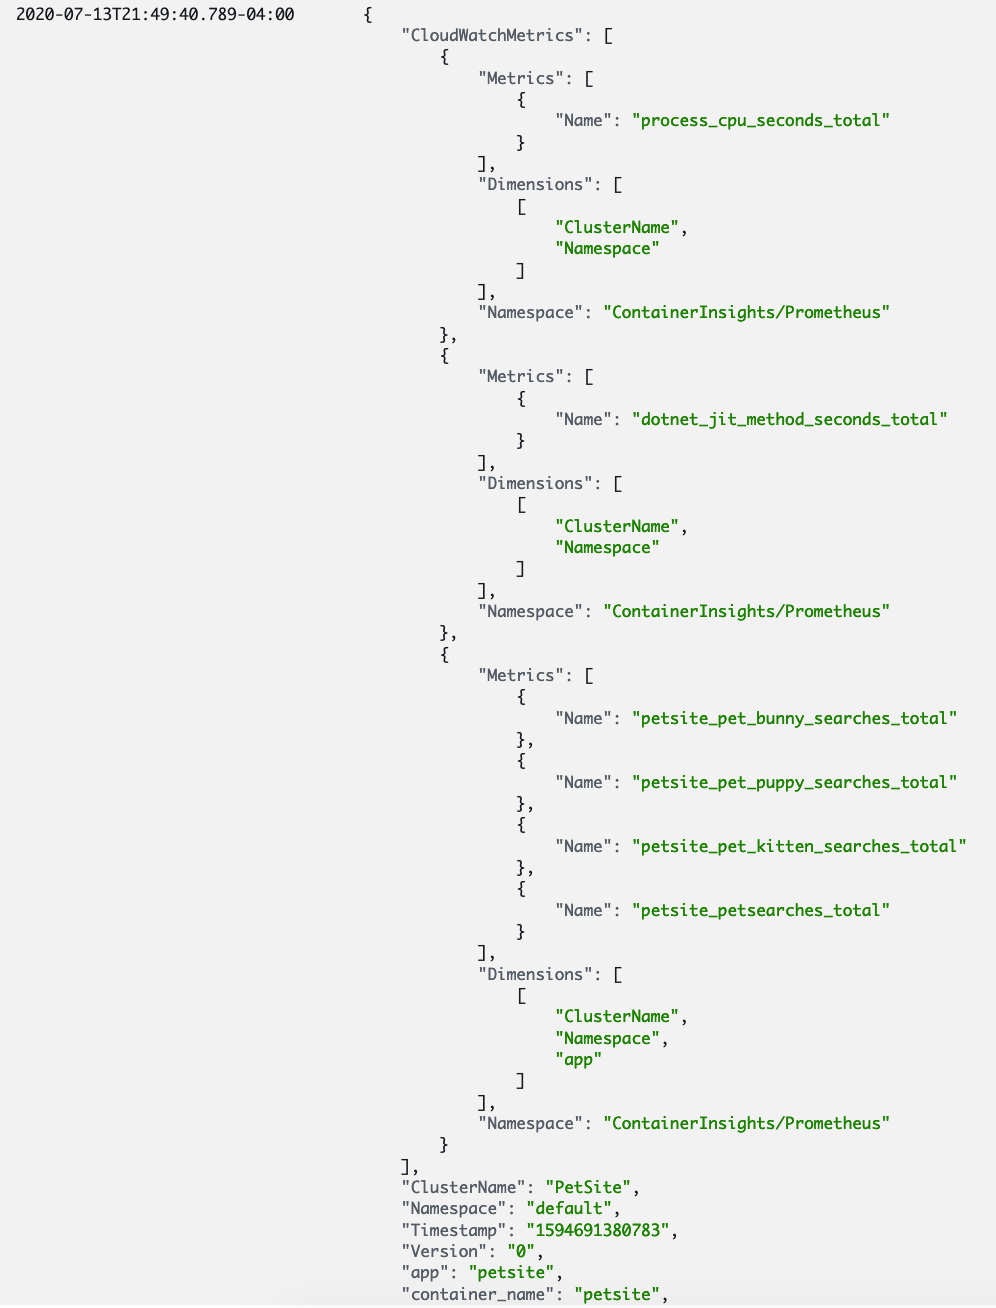 2020-07-13T21:49:40.789-04:00 {
"CloudWatchMetrics": [
{
"Metrics": [
{
"Name": "process_cpu_seconds_total"
}
],
"Dimensions": [
[
"ClusterName",
"Namespace"
]
],
"Namespace": "ContainerInsights/Prometheus"
},
{
"Metrics": [
{
"Name": "dotnet_jit_method_seconds_total"
}
],
"Dimensions": [
[
"ClusterName",
"Namespace"
]
],
"Namespace": "ContainerInsights/Prometheus"
},
{
"Metrics": [
{
"Name": "petsite_pet_bunny_searches_total"
},
{
"Name": "petsite_pet_puppy_searches_total"
},
{
"Name": "petsite_pet_kitten_searches_total"
},
{
"Name": "petsite_petsearches_total"
}
],
"Dimensions": [
[
"ClusterName",
"Namespace",
"app"
]
],
"Namespace": "ContainerInsights/Prometheus"
}
],
"ClusterName": "PetSite",
"Namespace": "default",
"Timestamp": "1594691380783",
"Version": "0",
"app": "petsite",
"container_name": "petsite",